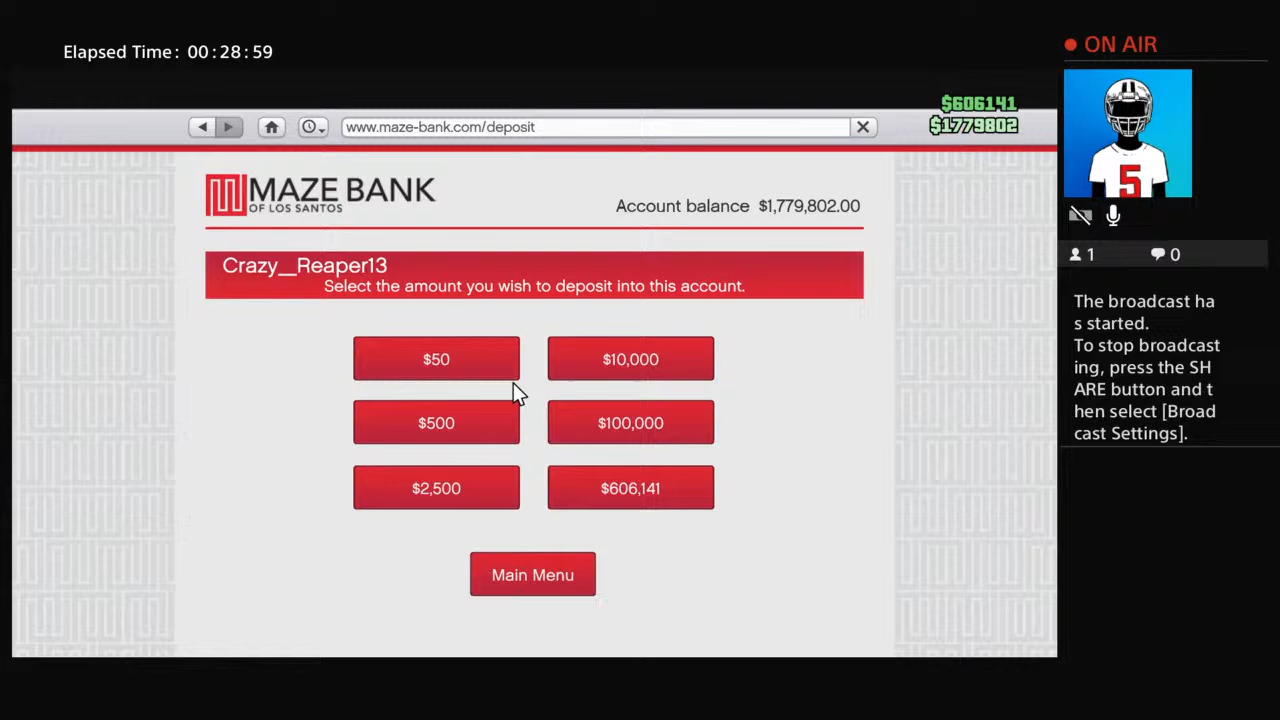 Elapsed Time: 00:28:59
ON AIR
$606141
$1779802
www.maze-bank.com/deposit
MAZE BANK
OF LOS SANTOS
Account balance $1,779,802.00
Crazy__Reaper13
Select the amount you wish to deposit into this account.
$50
$10,000
$500
$100,000
$2,500
$606,141
Main Menu
5
1
0
The broadcast ha
s started.
To stop broadcast
ing, press the SH
ARE button and t
hen select [Broad
cast Settings].